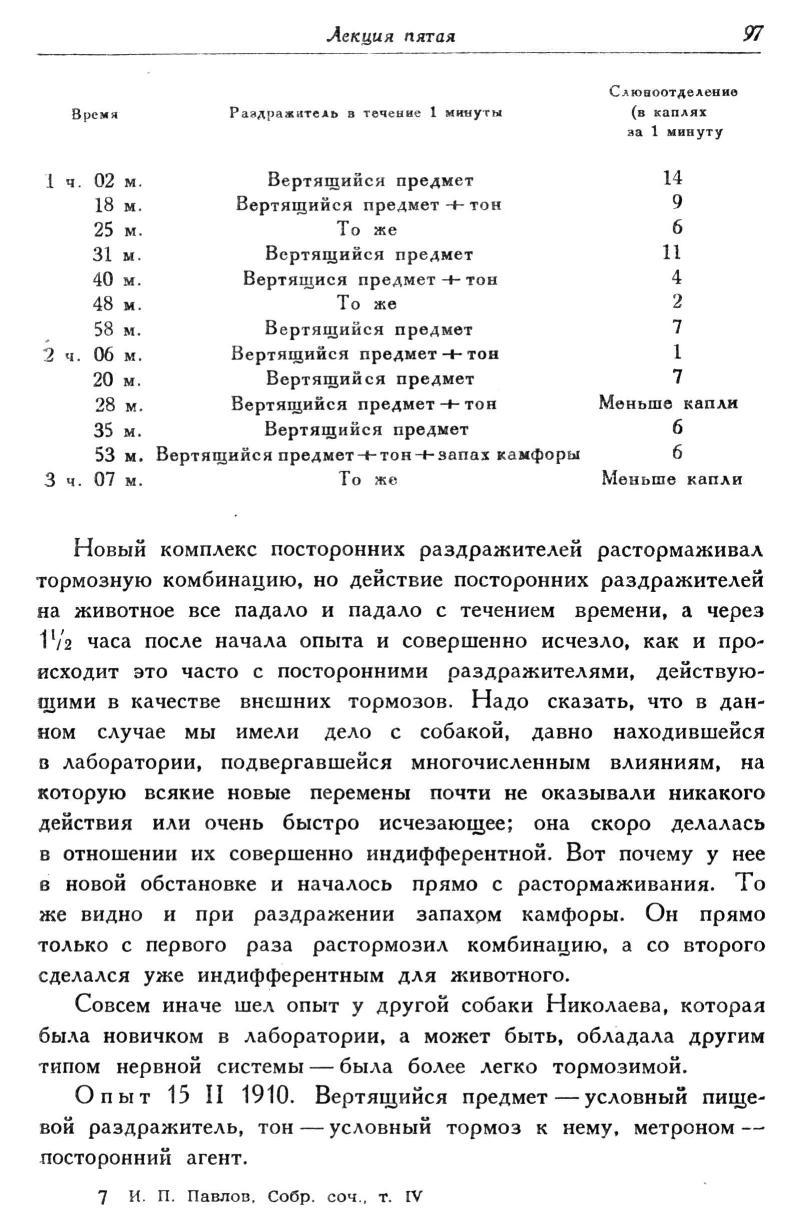 Лекция пятая 97
Слюноотделение
Время Раздражитель в течение 1 минуты (в каплях
за 1 минуту
1 ч. 02 м. Вертящийся предмет 14
18 м. Вертящийся предмет + тон 9
25 м. То же 6
31 м. Вертящийся предмет 11
40 м. Вертящися предмет + тон 4
48 м. То же 2
58 м. Вертящийся предмет 7
2 ч. 06 м. Вертящийся предмет + тон 1
20 м. Вертящийся предмет 7
28 м. Вертящийся предмет + тон Меньше капли
35 м. Вертящийся предмет 6
53 м. Вертящийся предмет + тон + запах камфоры 6
3 ч. 07 м. То же Меньше капли
Новый комплекс посторонних раздражителей растормаживал
тормозную комбинацию, но действие посторонних раздражителей
на животное все падало и падало с течением времени, а через
1 1/2 часа после начала опыта и совершенно исчезло, как и про-
исходит это часто с посторонними раздражителями, действую-
щими в качестве внешних тормозов. Надо сказать, что в дан-
ном случае мы имели дело с собакой, давно находившейся
в лаборатории, подвергавшейся многочисленным влияниям, на
которую всякие новые перемены почти не оказывали никакого
действия или очень быстро исчезающее; она скоро делалась
в отношении их совершенно индифферентной. Вот почему у нее
в новой обстановке и началось прямо с растормаживания. То
же видно и при раздражении запахом камфоры. Он прямо
только с первого раза растормозил комбинацию, а со второго
сделался уже индифферентным для животного.
Совсем иначе шел опыт у другой собаки Николаева, которая
была новичком в лаборатории, а может быть, обладала другим
типом нервной системы — была более легко тормозимой.
Опыт 15 II 1910. Вертящийся предмет — условный пище-
вой раздражитель, тон — условный тормоз к нему, метроном —
посторонний агент.
7 И. П. Павлов, Собр. соч., т. IV